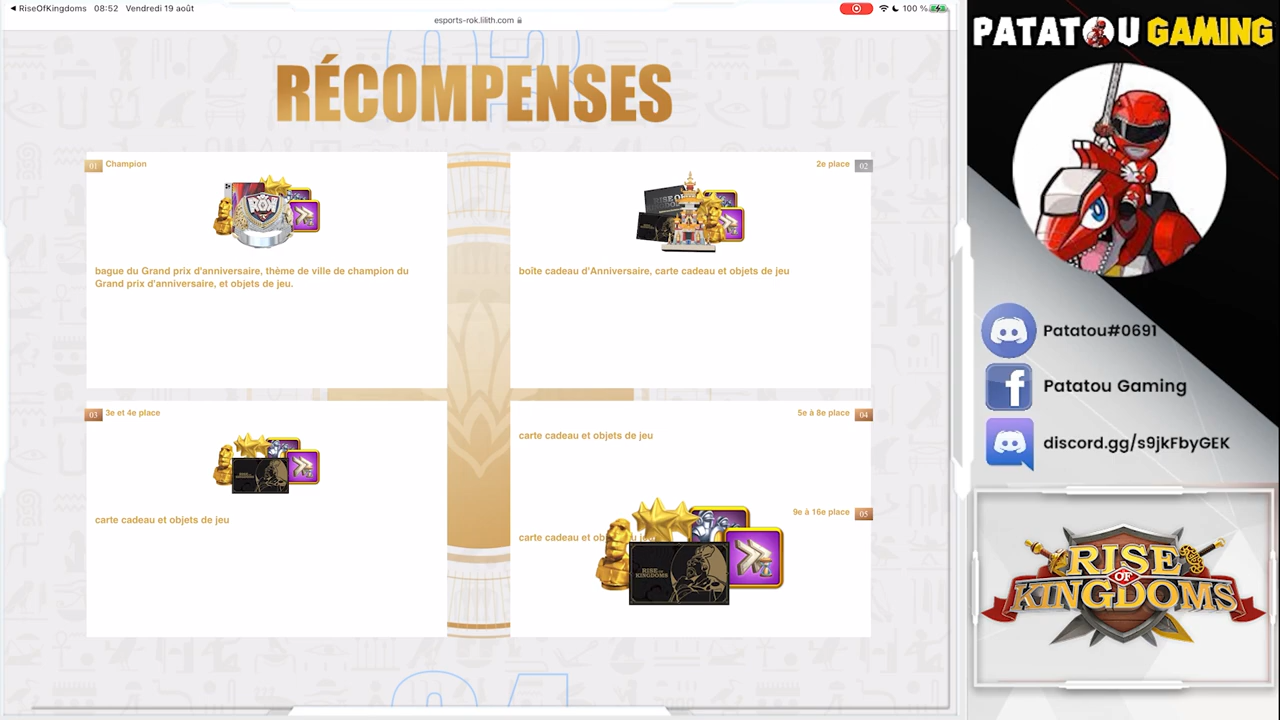 RiseOfKingdoms 08:52 Vendredi 19 août
100 %
esports-rok.lilith.com
RÉCOMPENSES
01 Champion
bague du Grand prix d'anniversaire, thème de ville de champion du
Grand prix d'anniversaire, et objets de jeu.
2e place 02
boîte cadeau d'Anniversaire, carte cadeau et objets de jeu
03 3e et 4e place
carte cadeau et objets de jeu
5e à 8e place 04
carte cadeau et objets de jeu
9e à 16e place 05
carte cadeau et
RISE OF
KINGDOMS
PATATOU GAMING
Patatou#0691
Patatou Gaming
discord.gg/s9jkFbyGEK
RISE
OF
KINGDOMS